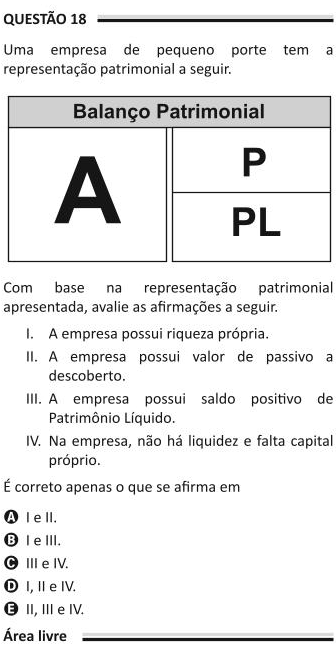 QUESTÃO 18
Uma empresa de pequeno porte tem a
representação patrimonial a seguir.
Balanço Patrimonial
A
P
PL
Com base na representação patrimonial
apresentada, avalie as afirmações a seguir.
I. A empresa possui riqueza própria.
II. A empresa possui valor de passivo a
descoberto.
III. A empresa possui saldo positivo de
Patrimônio Líquido.
IV. Na empresa, não há liquidez e falta capital
próprio.
É correto apenas o que se afirma em
A I e II.
B I e III.
C III e IV.
D I, II e IV.
E II, III e IV.
Área livre